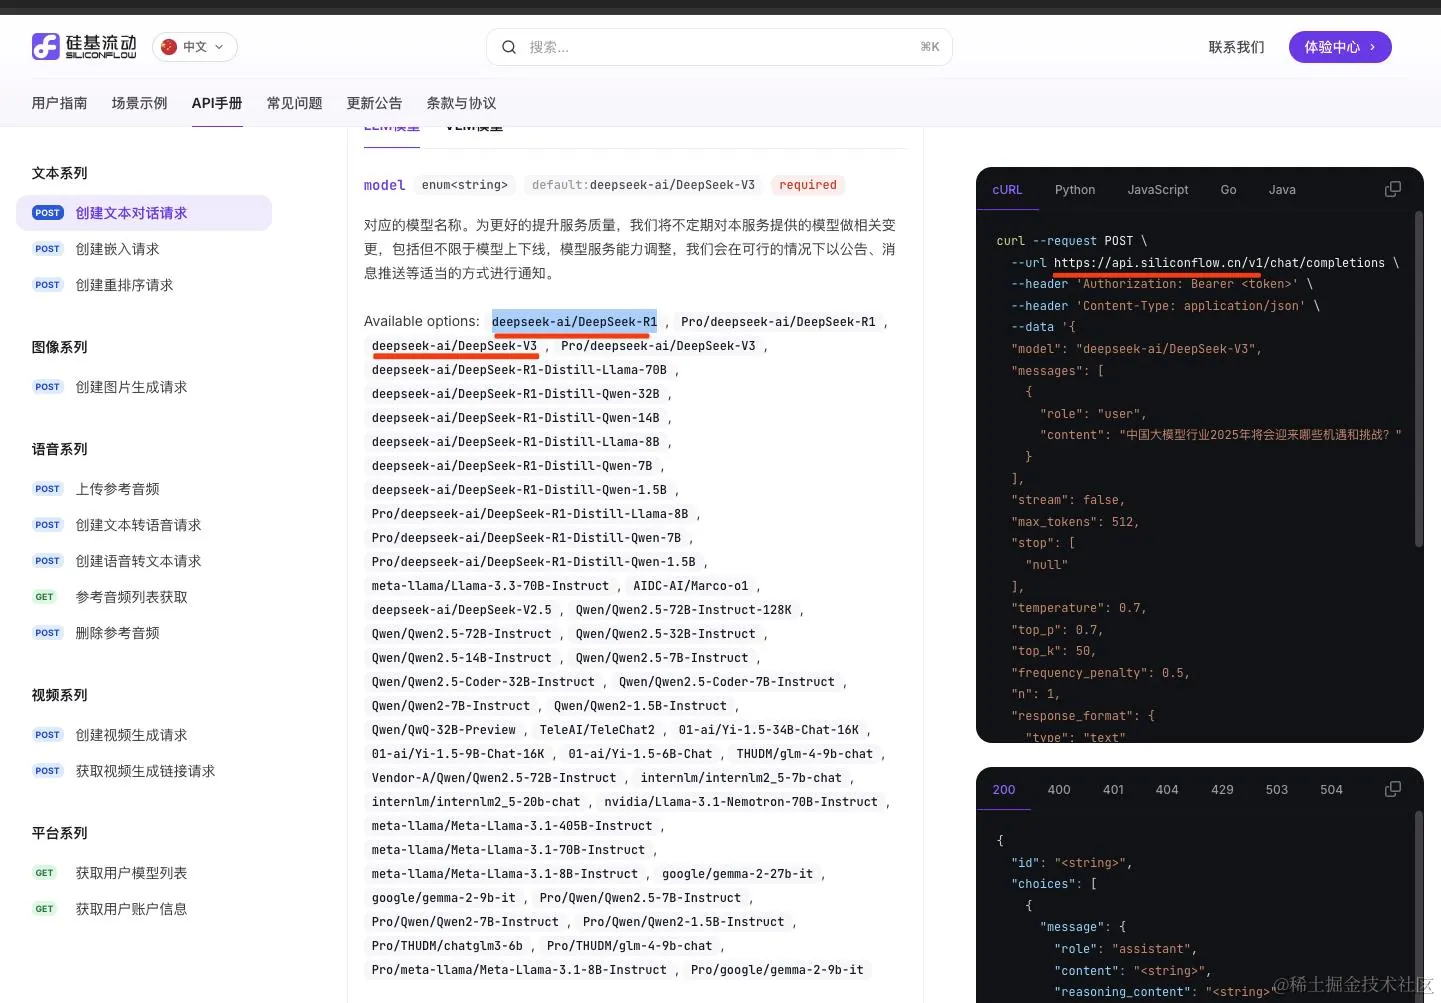 硅基流动
SILICONFLOW
中文
搜索...
⌘K
联系我们
体验中心 ›
用户指南 场景示例 API手册 常见问题 更新公告 条款与协议
LLM模型 VLM模型
文本系列
POST 创建文本对话请求
POST 创建嵌入请求
POST 创建重排序请求
图像系列
POST 创建图片生成请求
语音系列
POST 上传参考音频
POST 创建文本转语音请求
POST 创建语音转文本请求
GET 参考音频列表获取
POST 删除参考音频
视频系列
POST 创建视频生成请求
POST 获取视频生成链接请求
平台系列
GET 获取用户模型列表
GET 获取用户账户信息
model enum<string> default:deepseek-ai/DeepSeek-V3 required
对应的模型名称。为更好的提升服务质量，我们将不定期对本服务提供的模型做相关变
更，包括但不限于模型上下线，模型服务能力调整，我们会在可行的情况下以公告、消
息推送等适当的方式进行通知。
Available options: deepseek-ai/DeepSeek-R1 , Pro/deepseek-ai/DeepSeek-R1 ,
deepseek-ai/DeepSeek-V3 , Pro/deepseek-ai/DeepSeek-V3 ,
deepseek-ai/DeepSeek-R1-Distill-Llama-70B ,
deepseek-ai/DeepSeek-R1-Distill-Qwen-32B ,
deepseek-ai/DeepSeek-R1-Distill-Qwen-14B ,
deepseek-ai/DeepSeek-R1-Distill-Llama-8B ,
deepseek-ai/DeepSeek-R1-Distill-Qwen-7B ,
deepseek-ai/DeepSeek-R1-Distill-Qwen-1.5B ,
Pro/deepseek-ai/DeepSeek-R1-Distill-Llama-8B ,
Pro/deepseek-ai/DeepSeek-R1-Distill-Qwen-7B ,
Pro/deepseek-ai/DeepSeek-R1-Distill-Qwen-1.5B ,
meta-llama/Llama-3.3-70B-Instruct , AIDC-AI/Marco-o1 ,
deepseek-ai/DeepSeek-V2.5 , Qwen/Qwen2.5-72B-Instruct-128K ,
Qwen/Qwen2.5-72B-Instruct , Qwen/Qwen2.5-32B-Instruct ,
Qwen/Qwen2.5-14B-Instruct , Qwen/Qwen2.5-7B-Instruct ,
Qwen/Qwen2.5-Coder-32B-Instruct , Qwen/Qwen2.5-Coder-7B-Instruct ,
Qwen/Qwen2-7B-Instruct , Qwen/Qwen2-1.5B-Instruct ,
Qwen/QwQ-32B-Preview , TeleAI/TeleChat2 , 01-ai/Yi-1.5-34B-Chat-16K ,
01-ai/Yi-1.5-9B-Chat-16K , 01-ai/Yi-1.5-6B-Chat , THUDM/glm-4-9b-chat ,
Vendor-A/Qwen/Qwen2.5-72B-Instruct , internlm/internlm2_5-7b-chat ,
internlm/internlm2_5-20b-chat , nvidia/Llama-3.1-Nemotron-70B-Instruct ,
meta-llama/Meta-Llama-3.1-405B-Instruct ,
meta-llama/Meta-Llama-3.1-70B-Instruct ,
meta-llama/Meta-Llama-3.1-8B-Instruct , google/gemma-2-27b-it ,
google/gemma-2-9b-it , Pro/Qwen/Qwen2.5-7B-Instruct ,
Pro/Qwen/Qwen2-7B-Instruct , Pro/Qwen/Qwen2-1.5B-Instruct ,
Pro/THUDM/chatglm3-6b , Pro/THUDM/glm-4-9b-chat ,
Pro/meta-llama/Meta-Llama-3.1-8B-Instruct , Pro/google/gemma-2-9b-it
cURL Python JavaScript Go Java
curl --request POST \
--url https://api.siliconflow.cn/v1/chat/completions \
--header 'Authorization: Bearer <token>' \
--header 'Content-Type: application/json' \
--data '{
"model": "deepseek-ai/DeepSeek-V3",
"messages": [
{
"role": "user",
"content": "中国大模型行业2025年将会迎来哪些机遇和挑战？"
}
],
"stream": false,
"max_tokens": 512,
"stop": [
"null"
],
"temperature": 0.7,
"top_p": 0.7,
"top_k": 50,
"frequency_penalty": 0.5,
"n": 1,
"response_format": {
"type": "text"
200 400 401 404 429 503 504
{
"id": "<string>",
"choices": [
{
"message": {
"role": "assistant",
"content": "<string>",
"reasoning_content": "<string>"
@稀土掘金技术社区